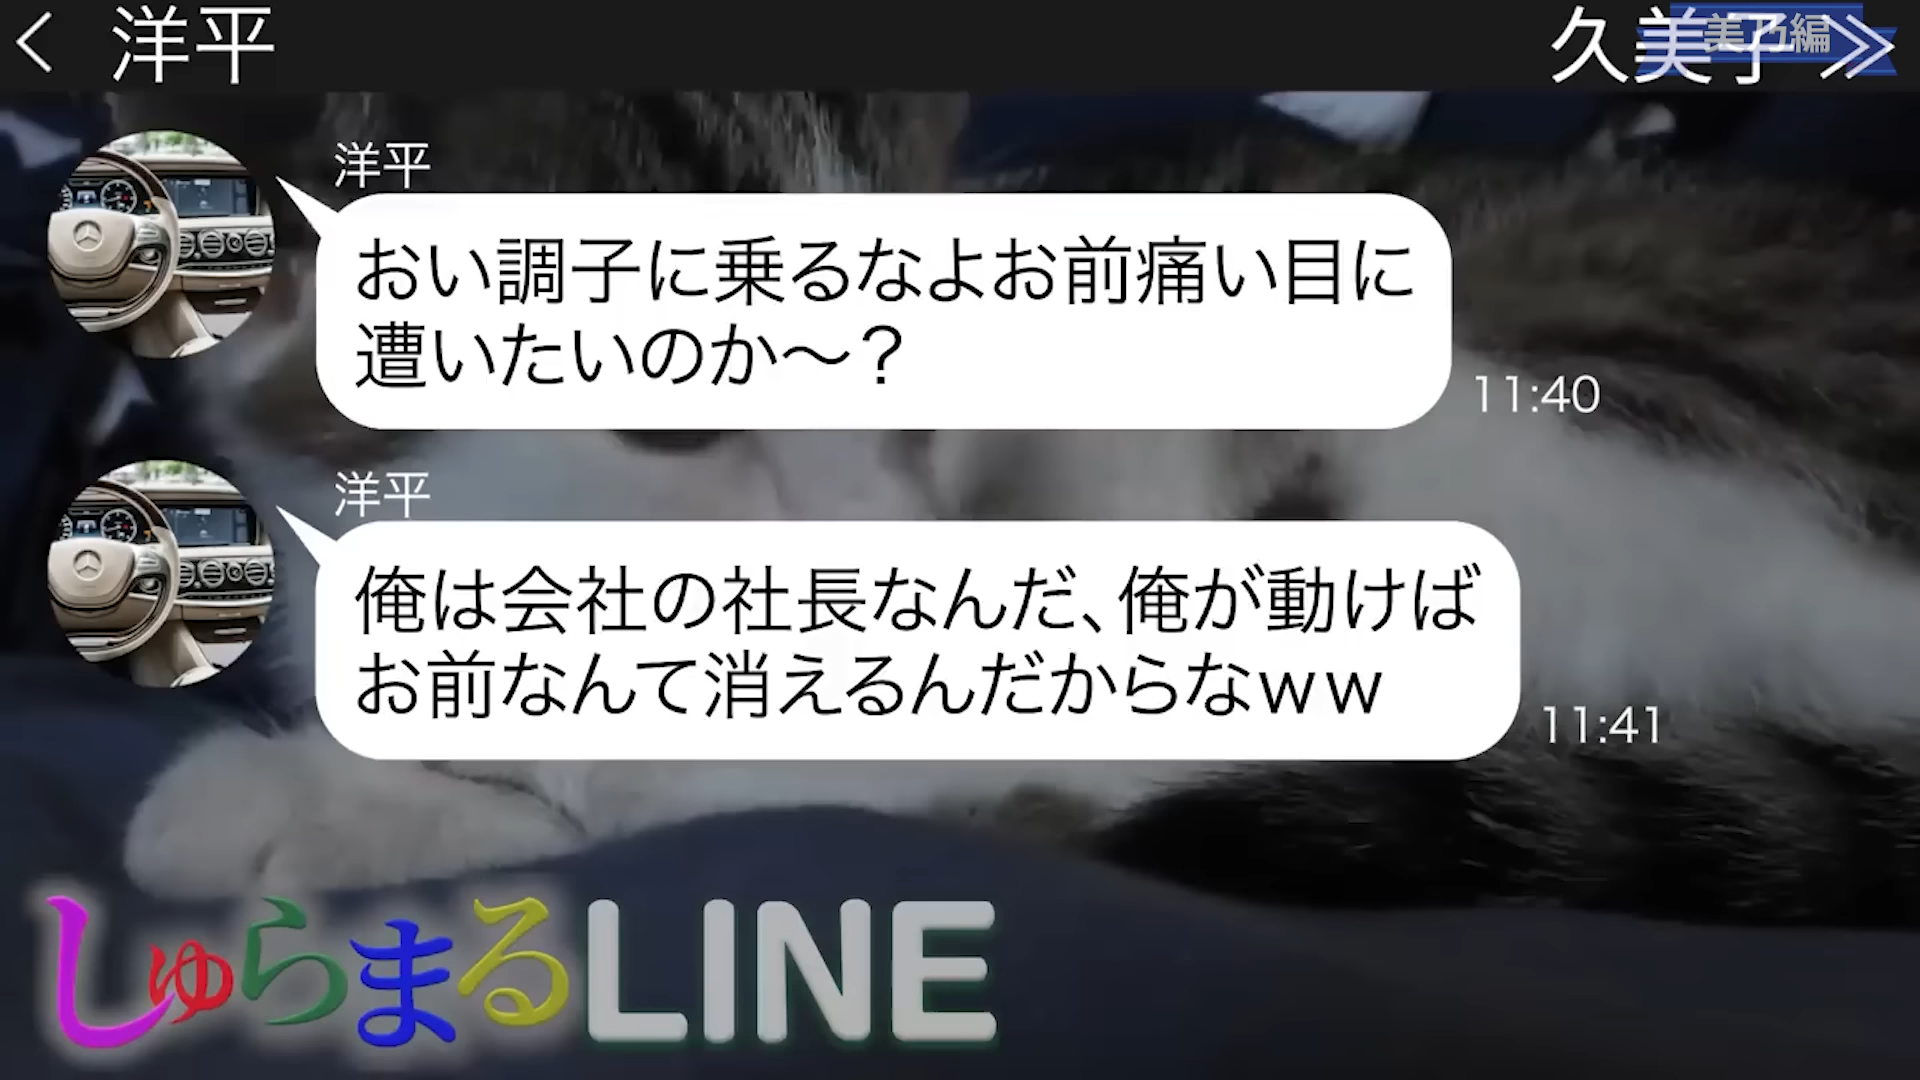 洋平
久美子
美乃編
洋平
おい調子に乗るなよお前痛い目に
遭いたいのか〜？
11:40
洋平
俺は会社の社長なんだ、俺が動けば
お前なんて消えるんだからなww
11:41
しゅらまるLINE